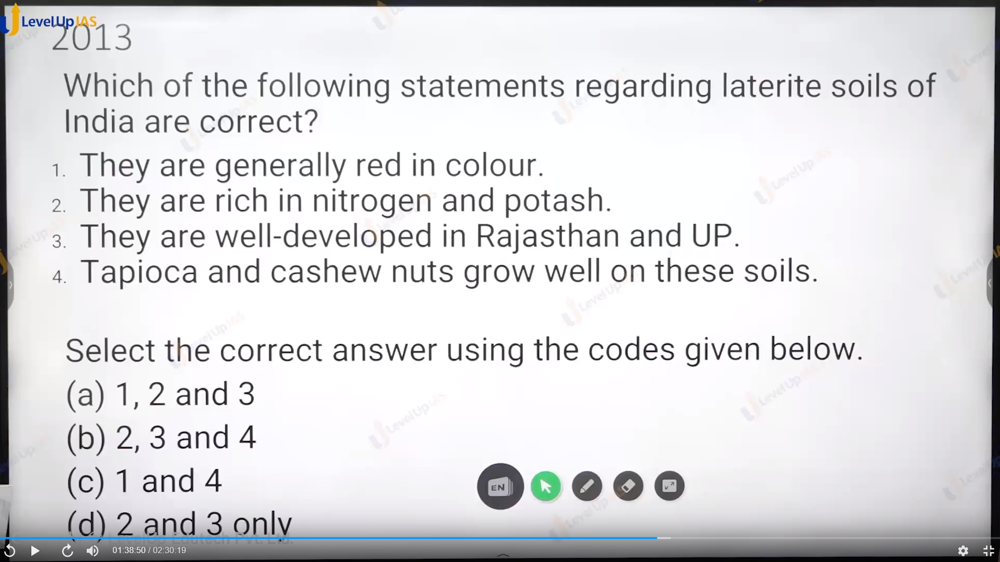 LevelUp IAS
2013
Which of the following statements regarding laterite soils of
India are correct?
1. They are generally red in colour.
2. They are rich in nitrogen and potash.
3. They are well-developed in Rajasthan and UP.
4. Tapioca and cashew nuts grow well on these soils.
Select the correct answer using the codes given below.
(a) 1, 2 and 3
(b) 2, 3 and 4
(c) 1 and 4
EN
(d) 2 and 3 only
LevelUp Edutech Pvt. Ltd.
01:38:50 / 02:30:19